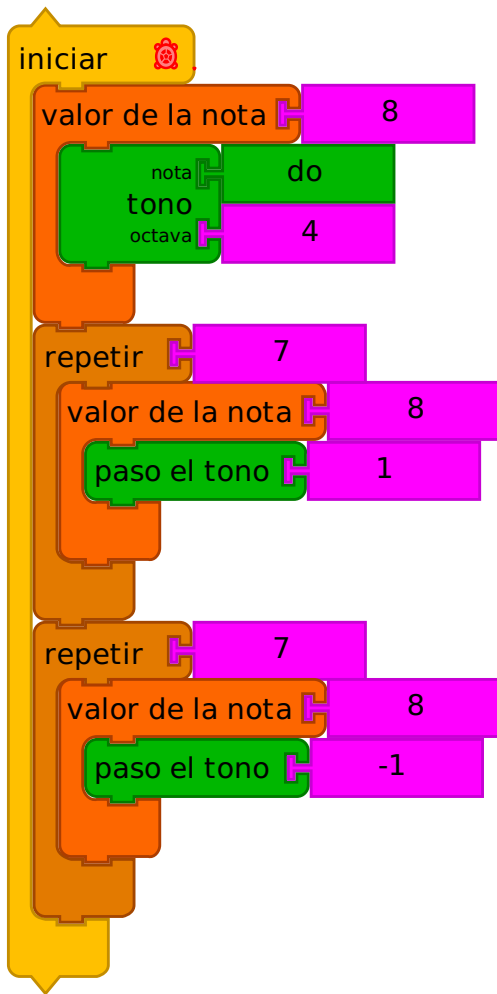 iniciar
valor de la nota 8
nota do
tono
octava 4
repetir 7
valor de la nota 8
paso el tono 1
repetir 7
valor de la nota 8
paso el tono -1